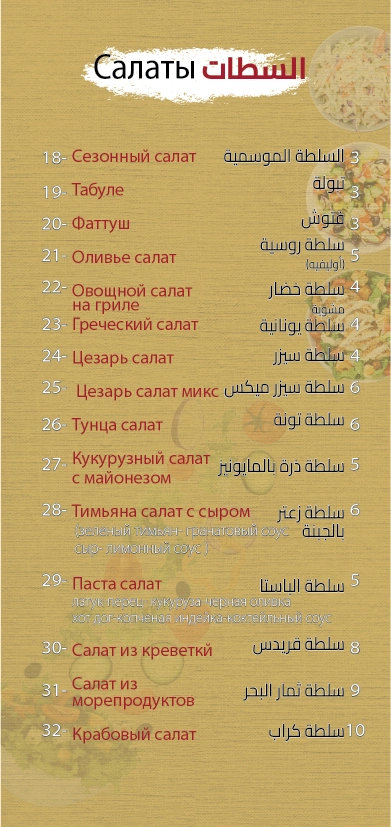 Салаты السطات
18- Сезонный салат السلطة الموسمية 3
19- Табуле تبولة 3
20- Фаттуш فتوش 3
21- Оливье салат سلطة روسية 5
(أوليفيه)
22- Овощной салат سلطة خضار 4
на гриле مشوية
23- Греческий салат سلطة يونانية 4
24- Цезарь салат سلطة سيزر 4
25- Цезарь салат микс سلطة سيزر ميكس 6
26- Тунца салат سلطة تونة 6
27- Кукурузный салат سلطة ذرة بالمايونيز 5
с майонезом
28- Тимьяна салат с сыром سلطة زعتر 6
(зеленый тимьян- гранатовый соус بالجبنة
сыр- лимонный соус )
29- Паста салат سلطة الباستا 5
латук-перец- кукуруза-черная олишка
хот дог-копченая индейка-коктейльный соус
30- Салат из креветкй سلطة قريدس 8
31- Салат из سلطة ثمار البحر 9
морепродуктов
32- Крабовый салат سلطة كراب 10